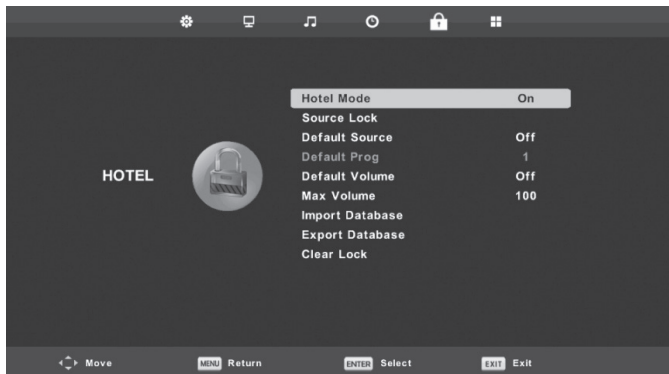 Hotel Mode On
Source Lock
Default Source Off
Default Prog 1
HOTEL
Default Volume Off
Max Volume 100
Import Database
Export Database
Clear Lock
Move MENU Return ENTER Select EXIT Exit